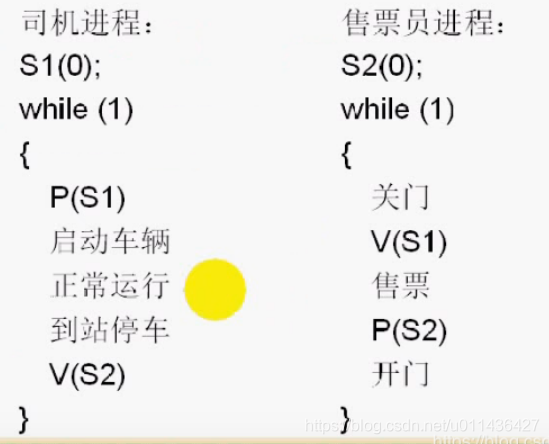 司机进程：
S1(0);
while (1)
{
P(S1)
启动车辆
正常运行
到站停车
V(S2)
}
售票员进程：
S2(0);
while (1)
{
关门
V(S1)
售票
P(S2)
开门
}
https://blog.csdn.net/u011436427